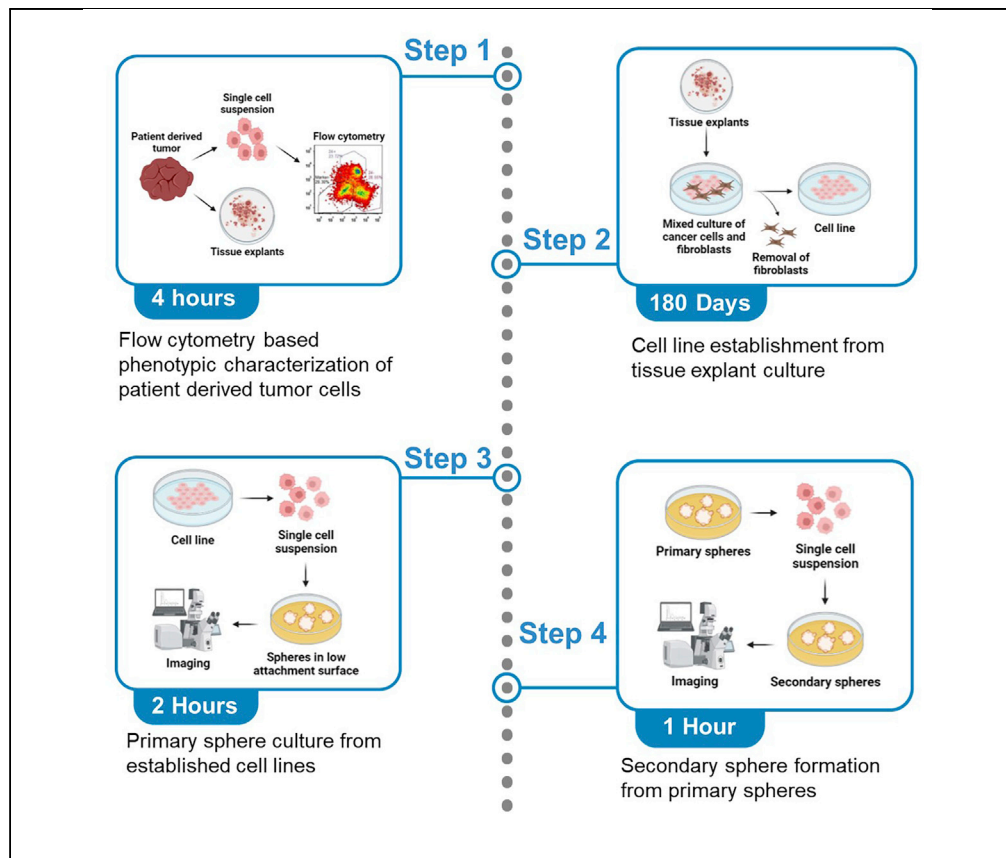 Step 1
Patient derived
tumor
Single cell
suspension
Flow cytometry
Tissue explants
4 hours
Flow cytometry based
phenotypic characterization of
patient derived tumor cells
Step 2
Tissue explants
Mixed culture of
cancer cells and
fibroblasts
Removal of
fibroblasts
Cell line
180 Days
Cell line establishment from
tissue explant culture
Step 3
Cell line
Single cell
suspension
Imaging
Spheres in low
attachment surface
2 Hours
Primary sphere culture from
established cell lines
Step 4
Primary spheres
Single cell
suspension
Imaging
Secondary spheres
1 Hour
Secondary sphere formation
from primary spheres